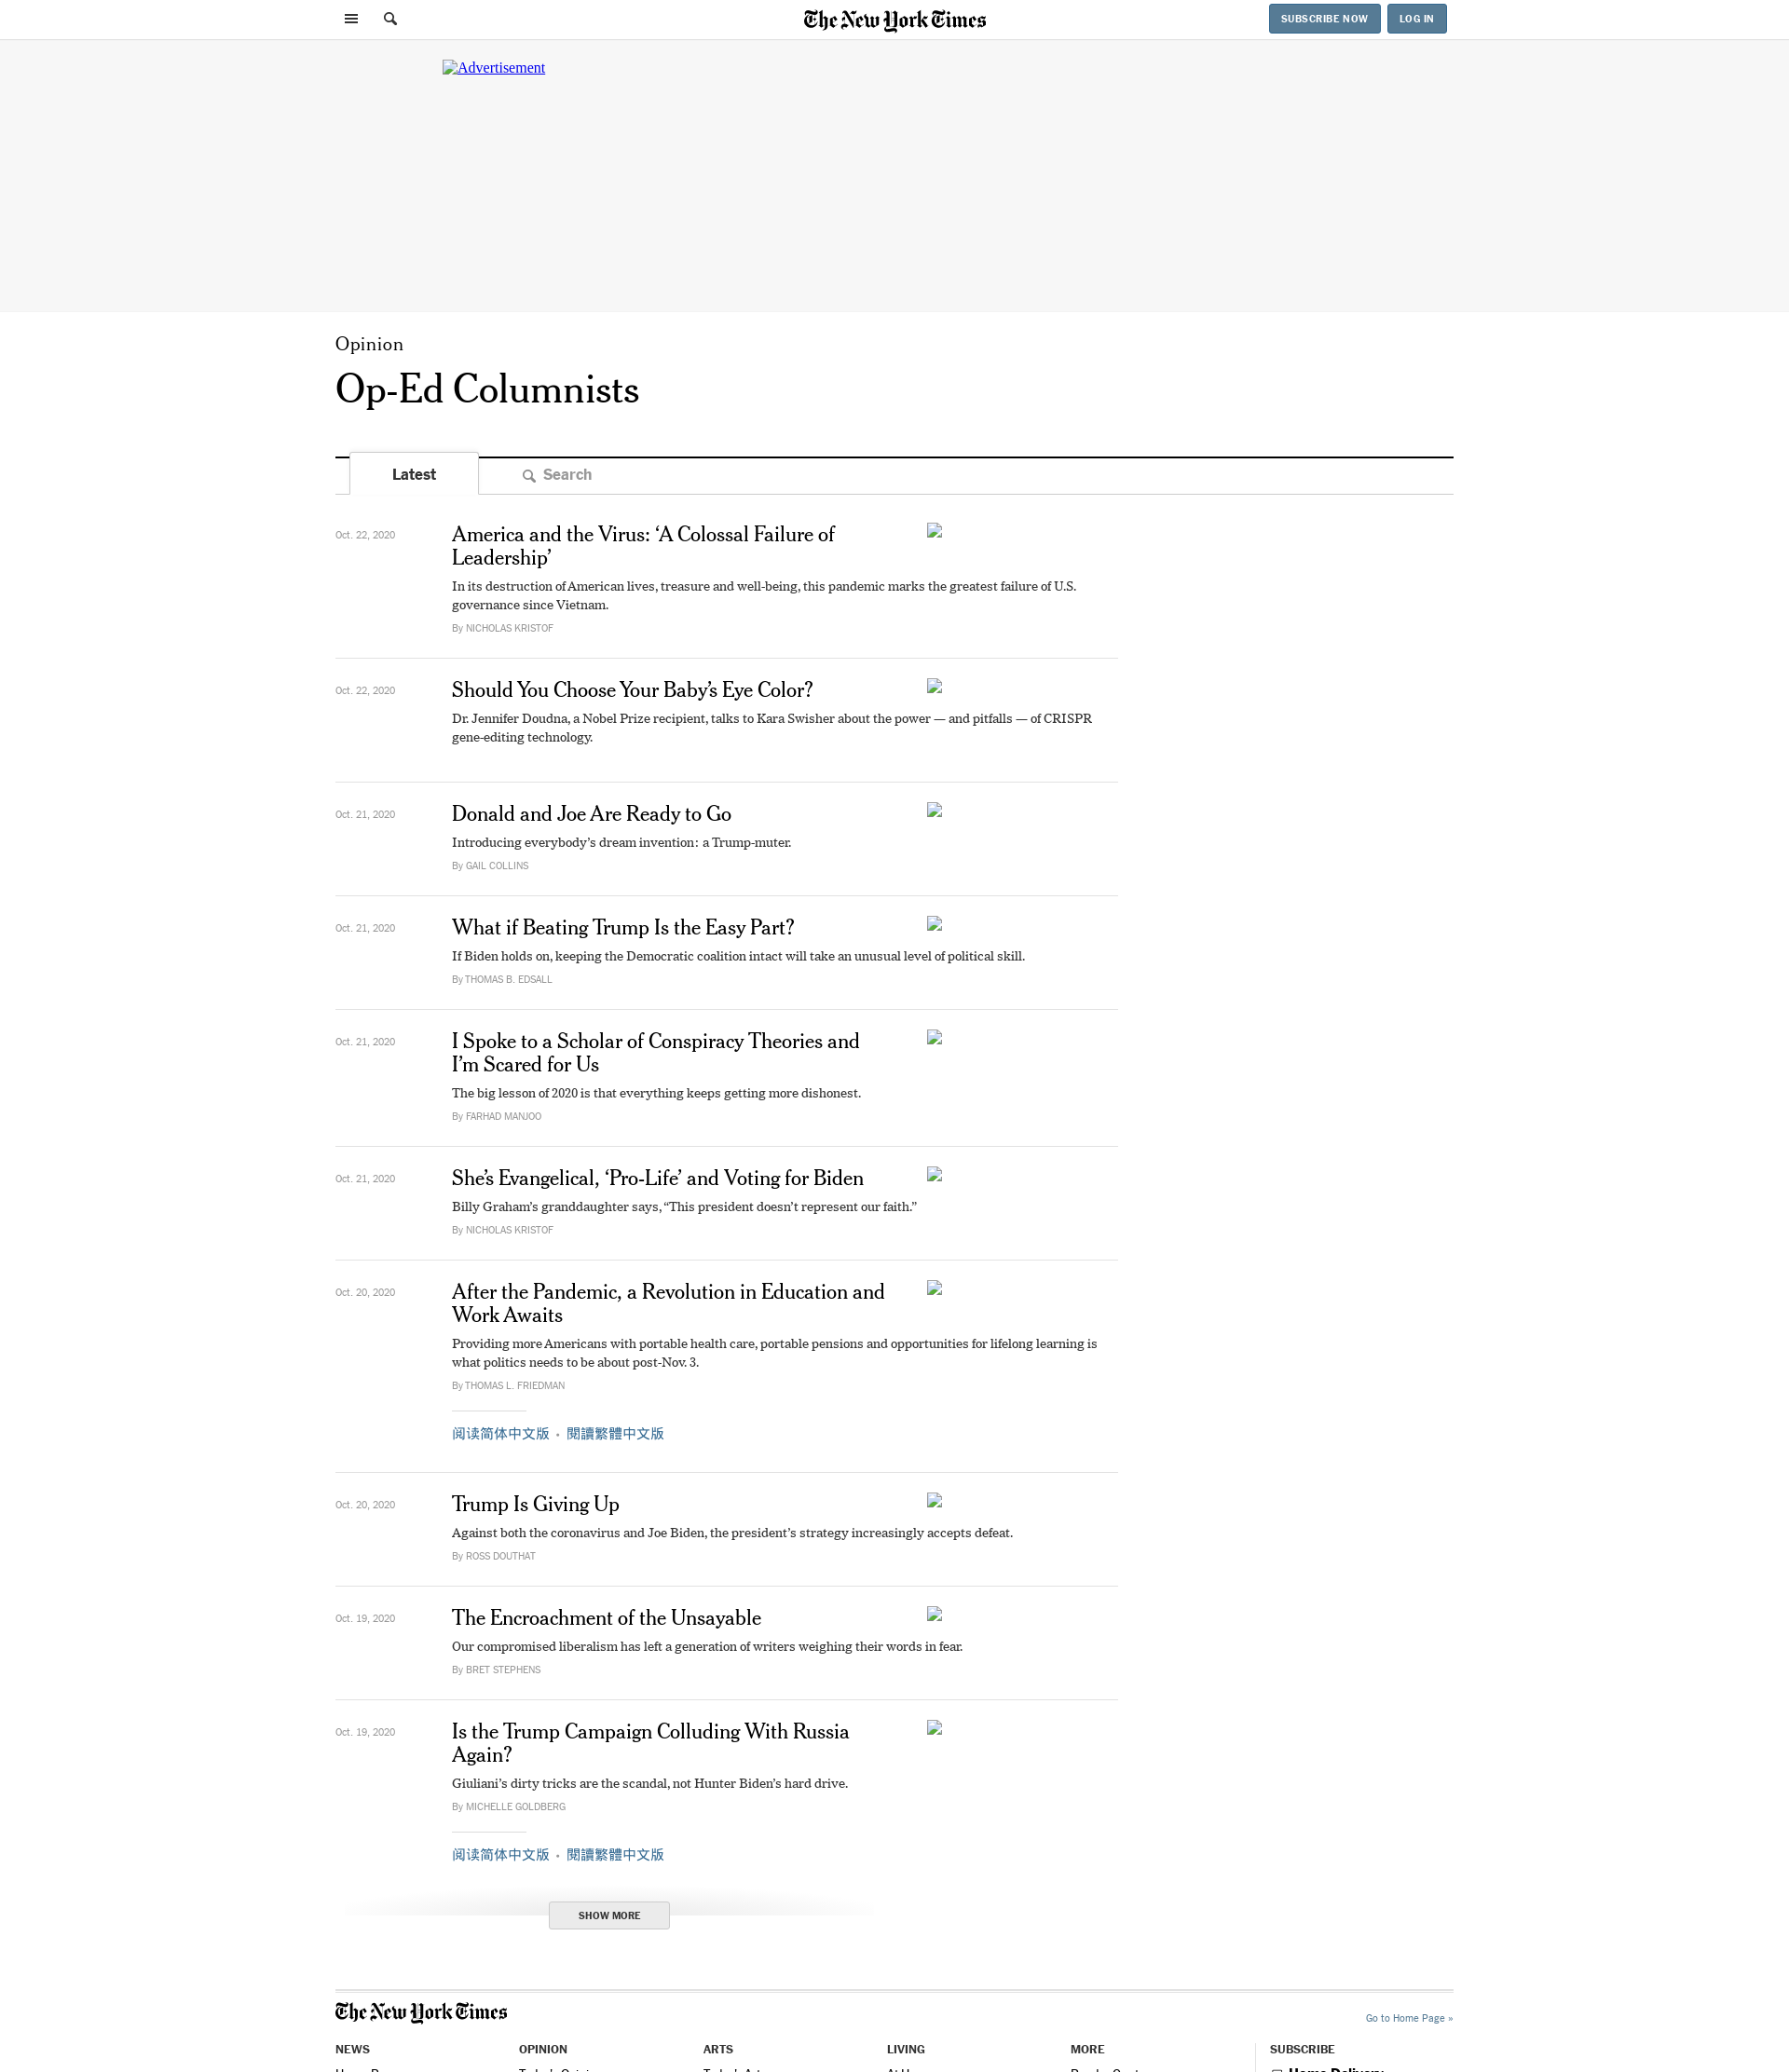 The New York Times
SUBSCRIBE NOW
LOG IN
Advertisement
Opinion
Op-Ed Columnists
Latest
Search
Oct. 22, 2020
America and the Virus: ‘A Colossal Failure of
Leadership’
In its destruction of American lives, treasure and well-being, this pandemic marks the greatest failure of U.S.
governance since Vietnam.
By NICHOLAS KRISTOF
Oct. 22, 2020
Should You Choose Your Baby’s Eye Color?
Dr. Jennifer Doudna, a Nobel Prize recipient, talks to Kara Swisher about the power — and pitfalls — of CRISPR
gene-editing technology.
Oct. 21, 2020
Donald and Joe Are Ready to Go
Introducing everybody’s dream invention: a Trump-muter.
By GAIL COLLINS
Oct. 21, 2020
What if Beating Trump Is the Easy Part?
If Biden holds on, keeping the Democratic coalition intact will take an unusual level of political skill.
By THOMAS B. EDSALL
Oct. 21, 2020
I Spoke to a Scholar of Conspiracy Theories and
I’m Scared for Us
The big lesson of 2020 is that everything keeps getting more dishonest.
By FARHAD MANJOO
Oct. 21, 2020
She’s Evangelical, ‘Pro-Life’ and Voting for Biden
Billy Graham’s granddaughter says, “This president doesn’t represent our faith.”
By NICHOLAS KRISTOF
Oct. 20, 2020
After the Pandemic, a Revolution in Education and
Work Awaits
Providing more Americans with portable health care, portable pensions and opportunities for lifelong learning is
what politics needs to be about post-Nov. 3.
By THOMAS L. FRIEDMAN
阅读简体中文版 • 閱讀繁體中文版
Oct. 20, 2020
Trump Is Giving Up
Against both the coronavirus and Joe Biden, the president’s strategy increasingly accepts defeat.
By ROSS DOUTHAT
Oct. 19, 2020
The Encroachment of the Unsayable
Our compromised liberalism has left a generation of writers weighing their words in fear.
By BRET STEPHENS
Oct. 19, 2020
Is the Trump Campaign Colluding With Russia
Again?
Giuliani’s dirty tricks are the scandal, not Hunter Biden’s hard drive.
By MICHELLE GOLDBERG
阅读简体中文版 • 閱讀繁體中文版
SHOW MORE
The New York Times
Go to Home Page »
NEWS
OPINION
ARTS
LIVING
MORE
SUBSCRIBE